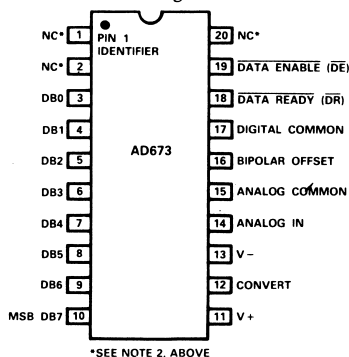 NC* 1
PIN 1
IDENTIFIER
20 NC*
NC* 2
19 DATA ENABLE (DE)
DB0 3
18 DATA READY (DR)
DB1 4
17 DIGITAL COMMON
DB2 5
AD673
16 BIPOLAR OFFSET
DB3 6
15 ANALOG COMMON
DB4 7
14 ANALOG IN
DB5 8
13 V−
DB6 9
12 CONVERT
MSB DB7 10
11 V+
*SEE NOTE 2, ABOVE